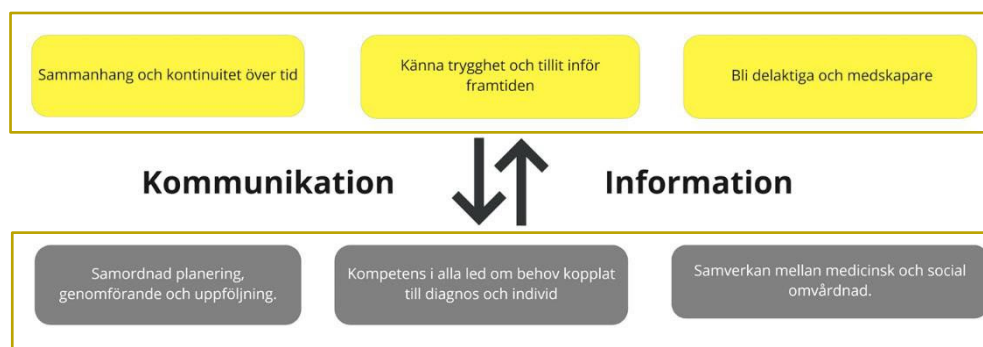 Sammanhang och kontinuitet över tid
Känna trygghet och tillit inför
framtiden
Bli delaktiga och medskapare
Kommunikation
Information
Samordnad planering,
genomförande och uppföljning.
Kompetens i alla led om behov kopplat
till diagnos och individ
Samverkan mellan medicinsk och social
omvårdnad.